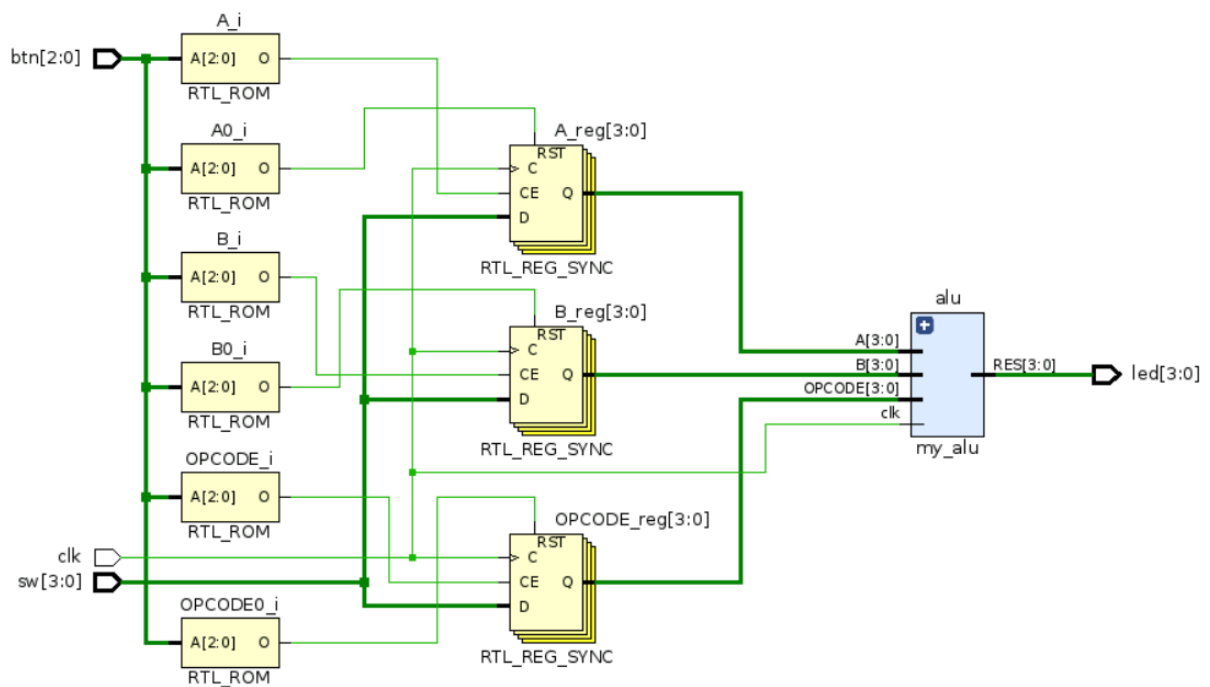 A_i
btn[2:0]
A[2:0] O
RTL_ROM
A0_i
A[2:0] O
RTL_ROM
B_i
A[2:0] O
RTL_ROM
B0_i
A[2:0] O
RTL_ROM
OPCODE_i
A[2:0] O
RTL_ROM
clk
sw[3:0]
OPCODE0_i
A[2:0] O
RTL_ROM
A_reg[3:0]
RST
C
CE Q
D
RTL_REG_SYNC
B_reg[3:0]
RST
C
CE Q
D
RTL_REG_SYNC
OPCODE_reg[3:0]
RST
C
CE Q
D
RTL_REG_SYNC
alu
A[3:0]
B[3:0]
OPCODE[3:0]
clk
RES[3:0]
my_alu
led[3:0]